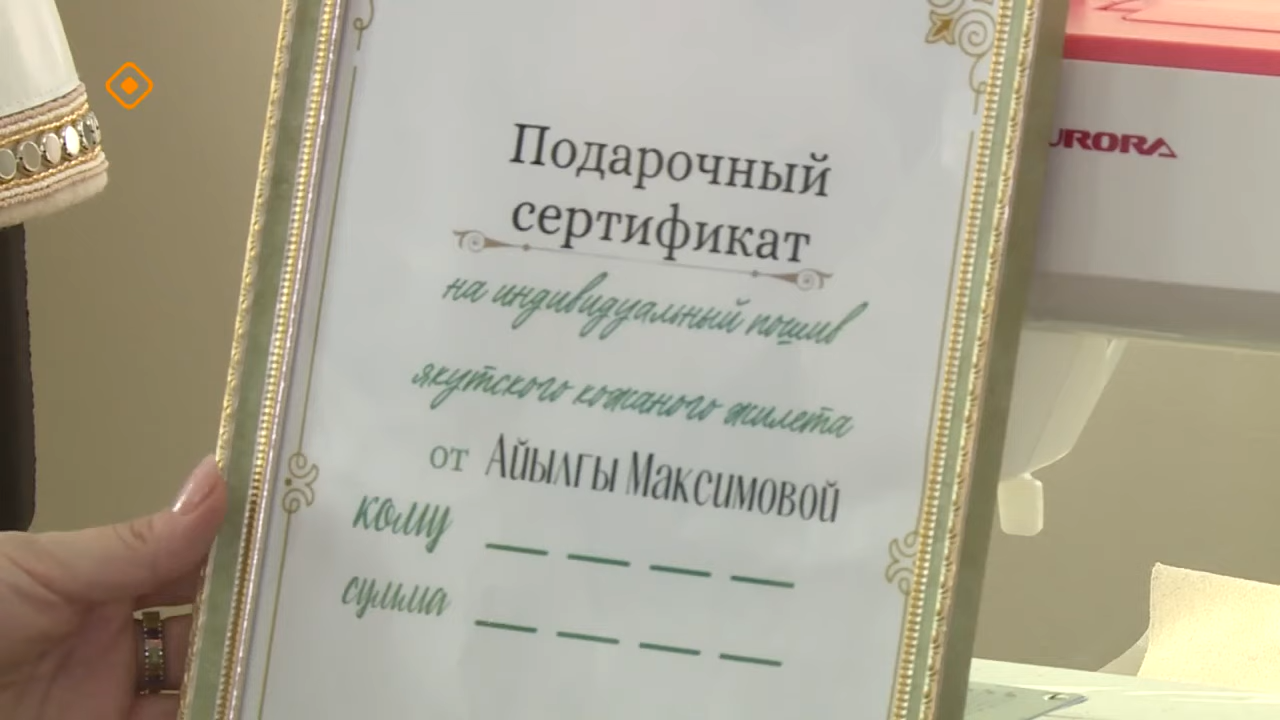 Подарочный
сертификат
на индивидуальный пошив
якутского кожаного жилета
от Айылгы Максимовой
кому
сумма
URORA